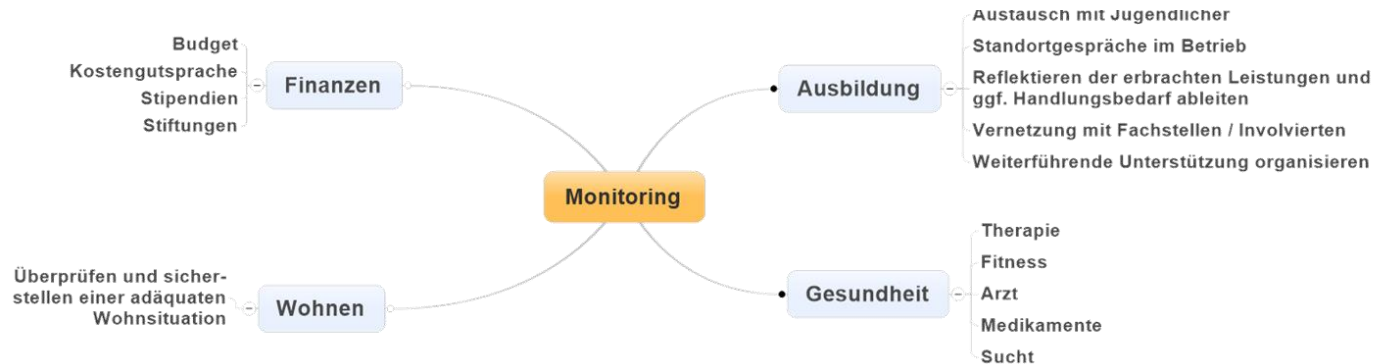 Budget
Kostengutsprache
Stipendien
Stiftungen
Finanzen
Überprüfen und sicher-
stellen einer adäquaten
Wohnsituation
Wohnen
Monitoring
Ausbildung
Austausch mit Jugendlicher
Standortgespräche im Betrieb
Reflektieren der erbrachten Leistungen und
ggf. Handlungsbedarf ableiten
Vernetzung mit Fachstellen / Involvierten
Weiterführende Unterstützung organisieren
Gesundheit
Therapie
Fitness
Arzt
Medikamente
Sucht